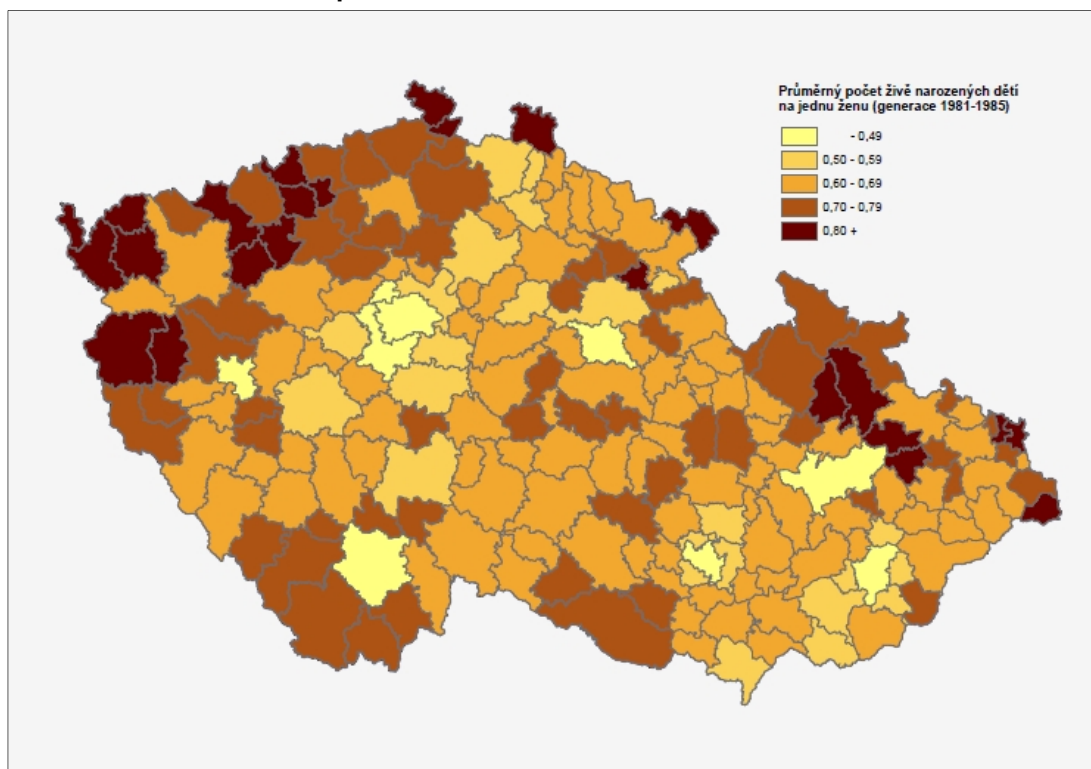 Průměrný počet živě narozených dětí
na jednu ženu (generace 1981-1985)
- 0,49
0,50 - 0,59
0,60 - 0,69
0,70 - 0,79
0,80 +